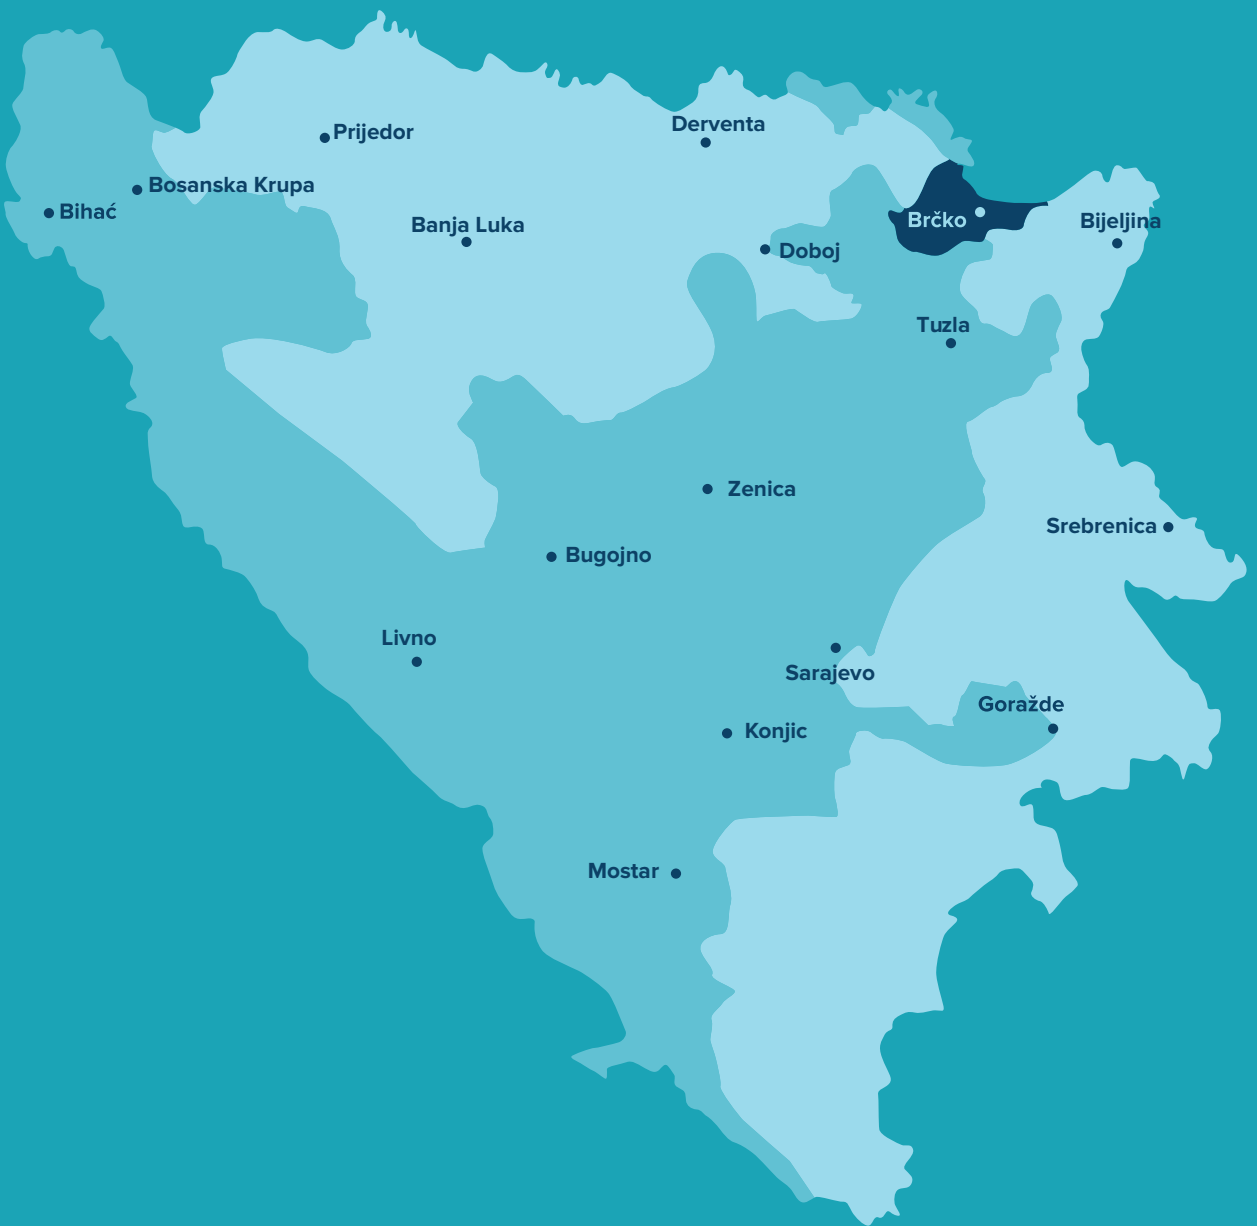 Derventa
Prijedor
Bosanska Krupa
Bihać
Banja Luka
Brčko
Bijeljina
Doboj
Tuzla
Zenica
Srebrenica
Bugojno
Livno
Sarajevo
Goražde
Konjic
Mostar